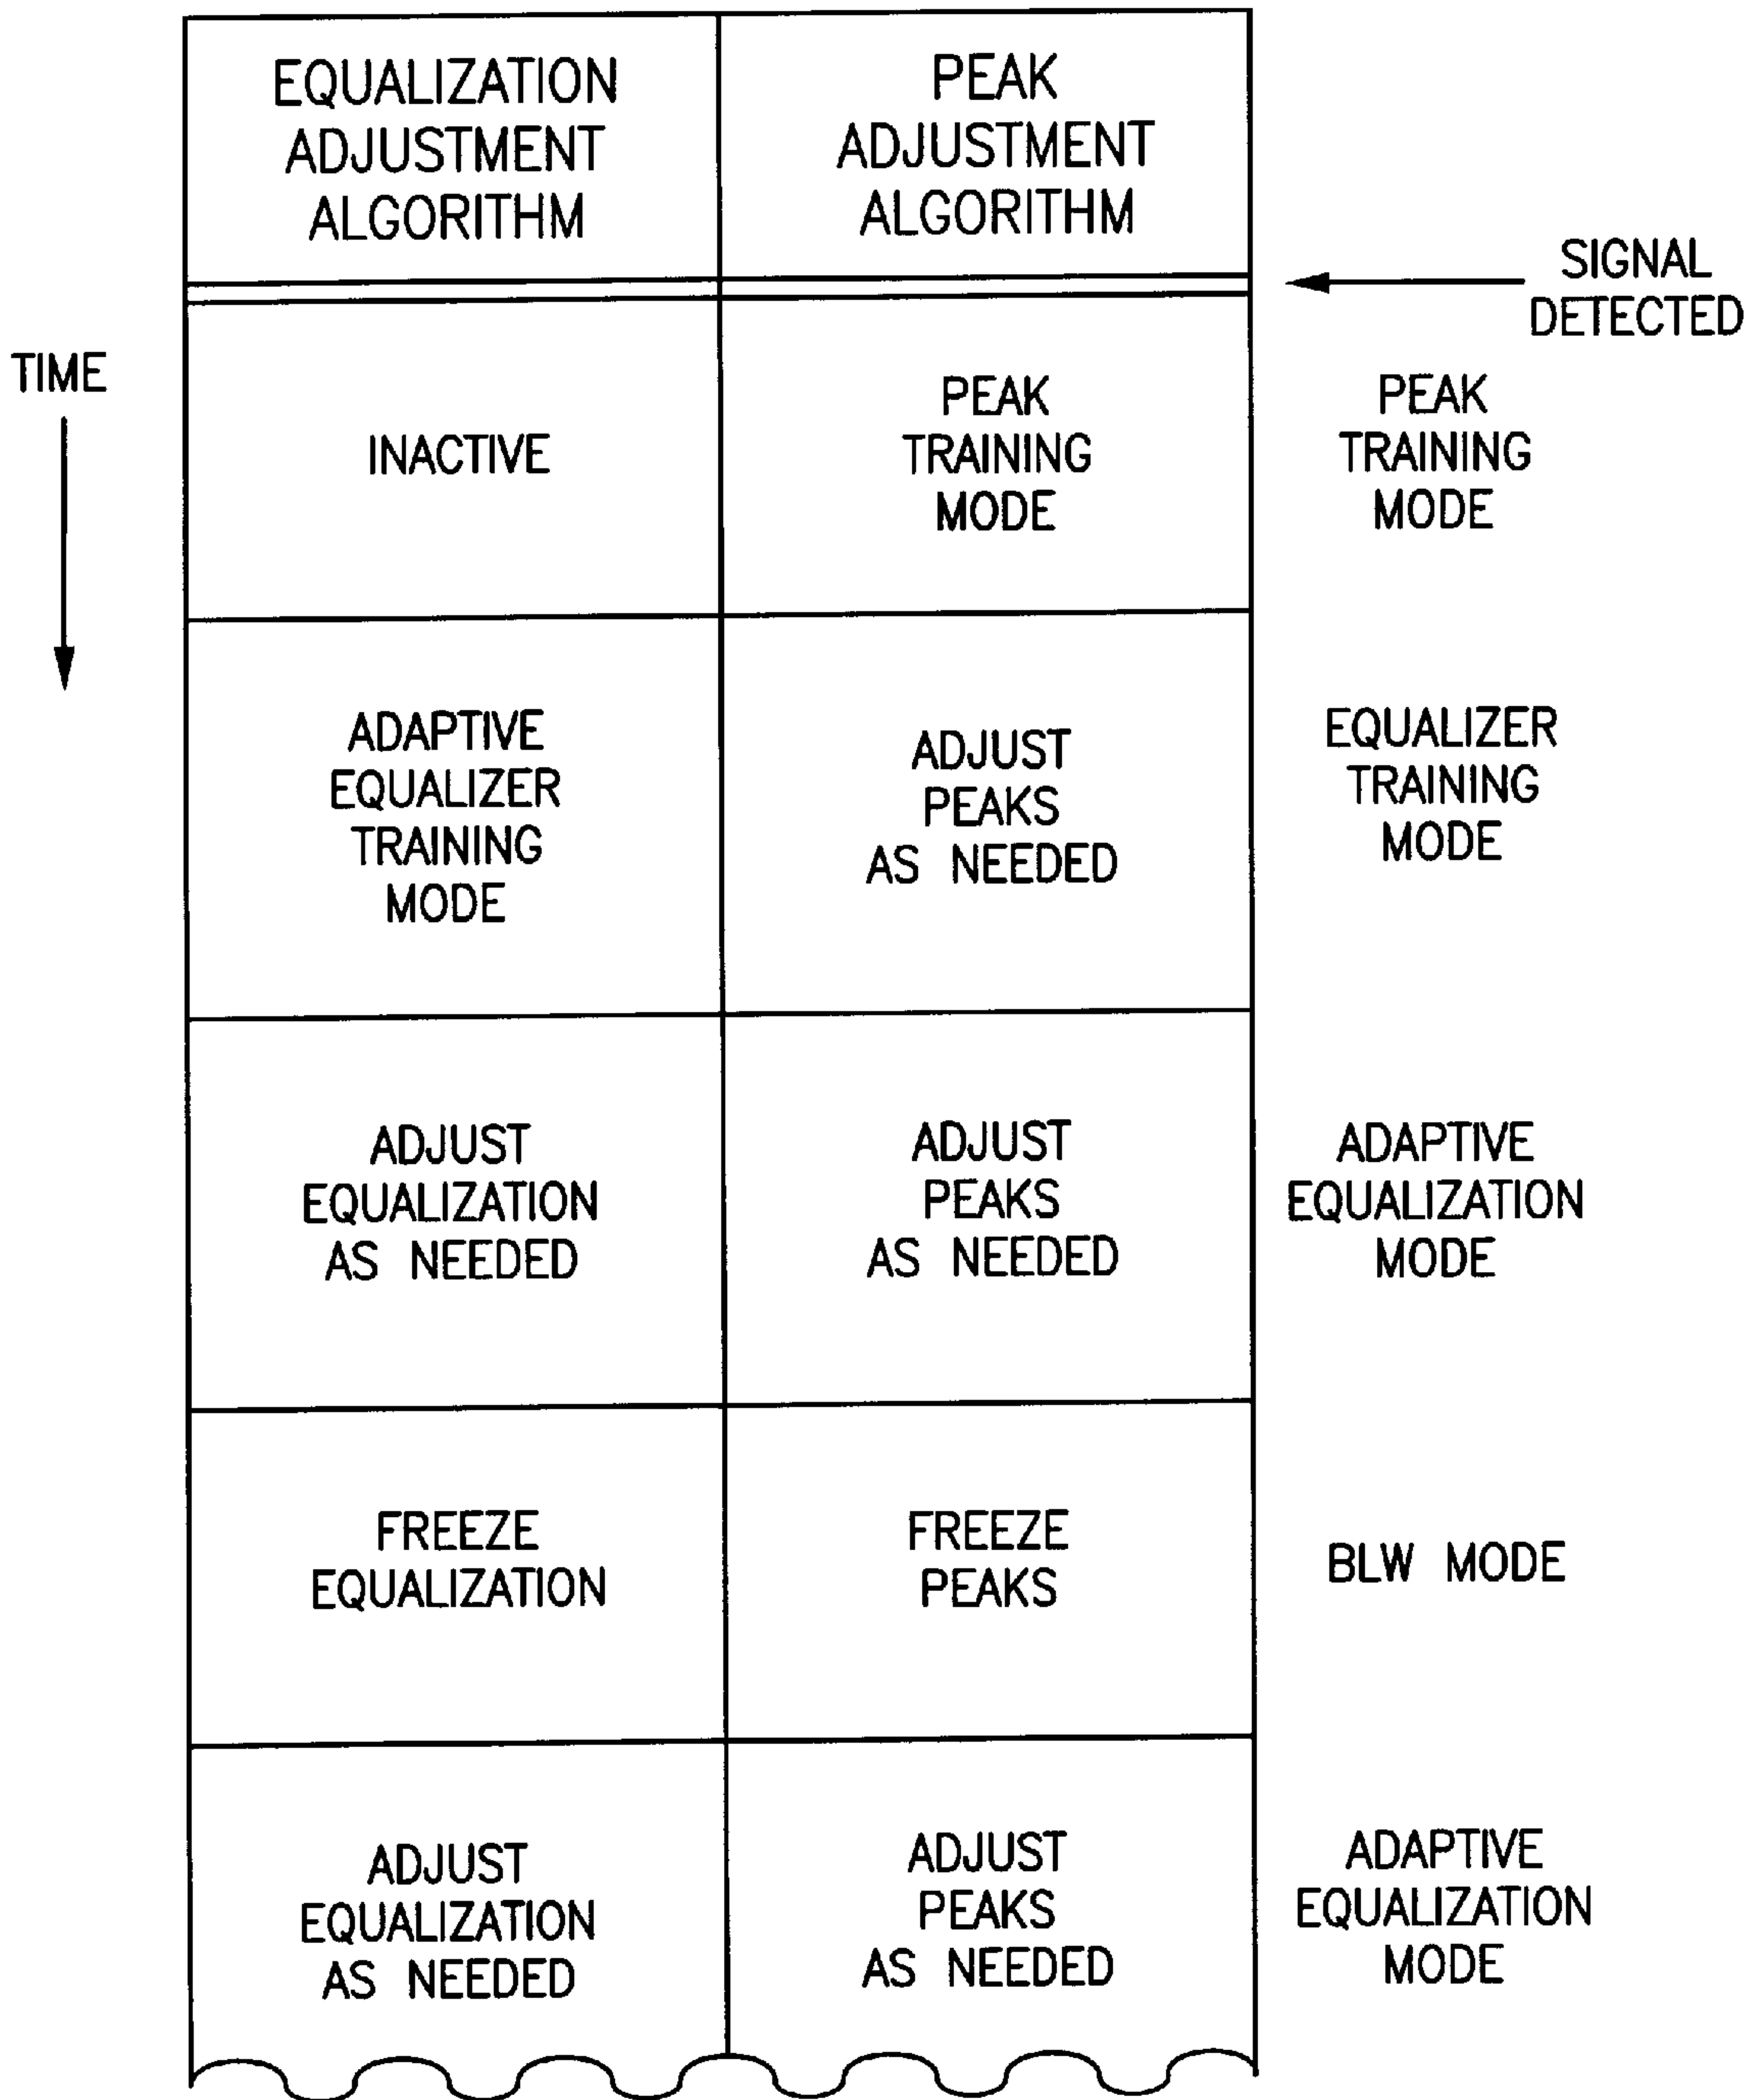 EQUALIZATION
ADJUSTMENT
ALGORITHM
PEAK
ADJUSTMENT
ALGORITHM
SIGNAL
DETECTED
TIME
INACTIVE
PEAK
TRAINING
MODE
PEAK
TRAINING
MODE
ADAPTIVE
EQUALIZER
TRAINING
MODE
ADJUST
PEAKS
AS NEEDED
EQUALIZER
TRAINING
MODE
ADJUST
EQUALIZATION
AS NEEDED
ADJUST
PEAKS
AS NEEDED
ADAPTIVE
EQUALIZATION
MODE
FREEZE
EQUALIZATION
FREEZE
PEAKS
BLW MODE
ADJUST
EQUALIZATION
AS NEEDED
ADJUST
PEAKS
AS NEEDED
ADAPTIVE
EQUALIZATION
MODE